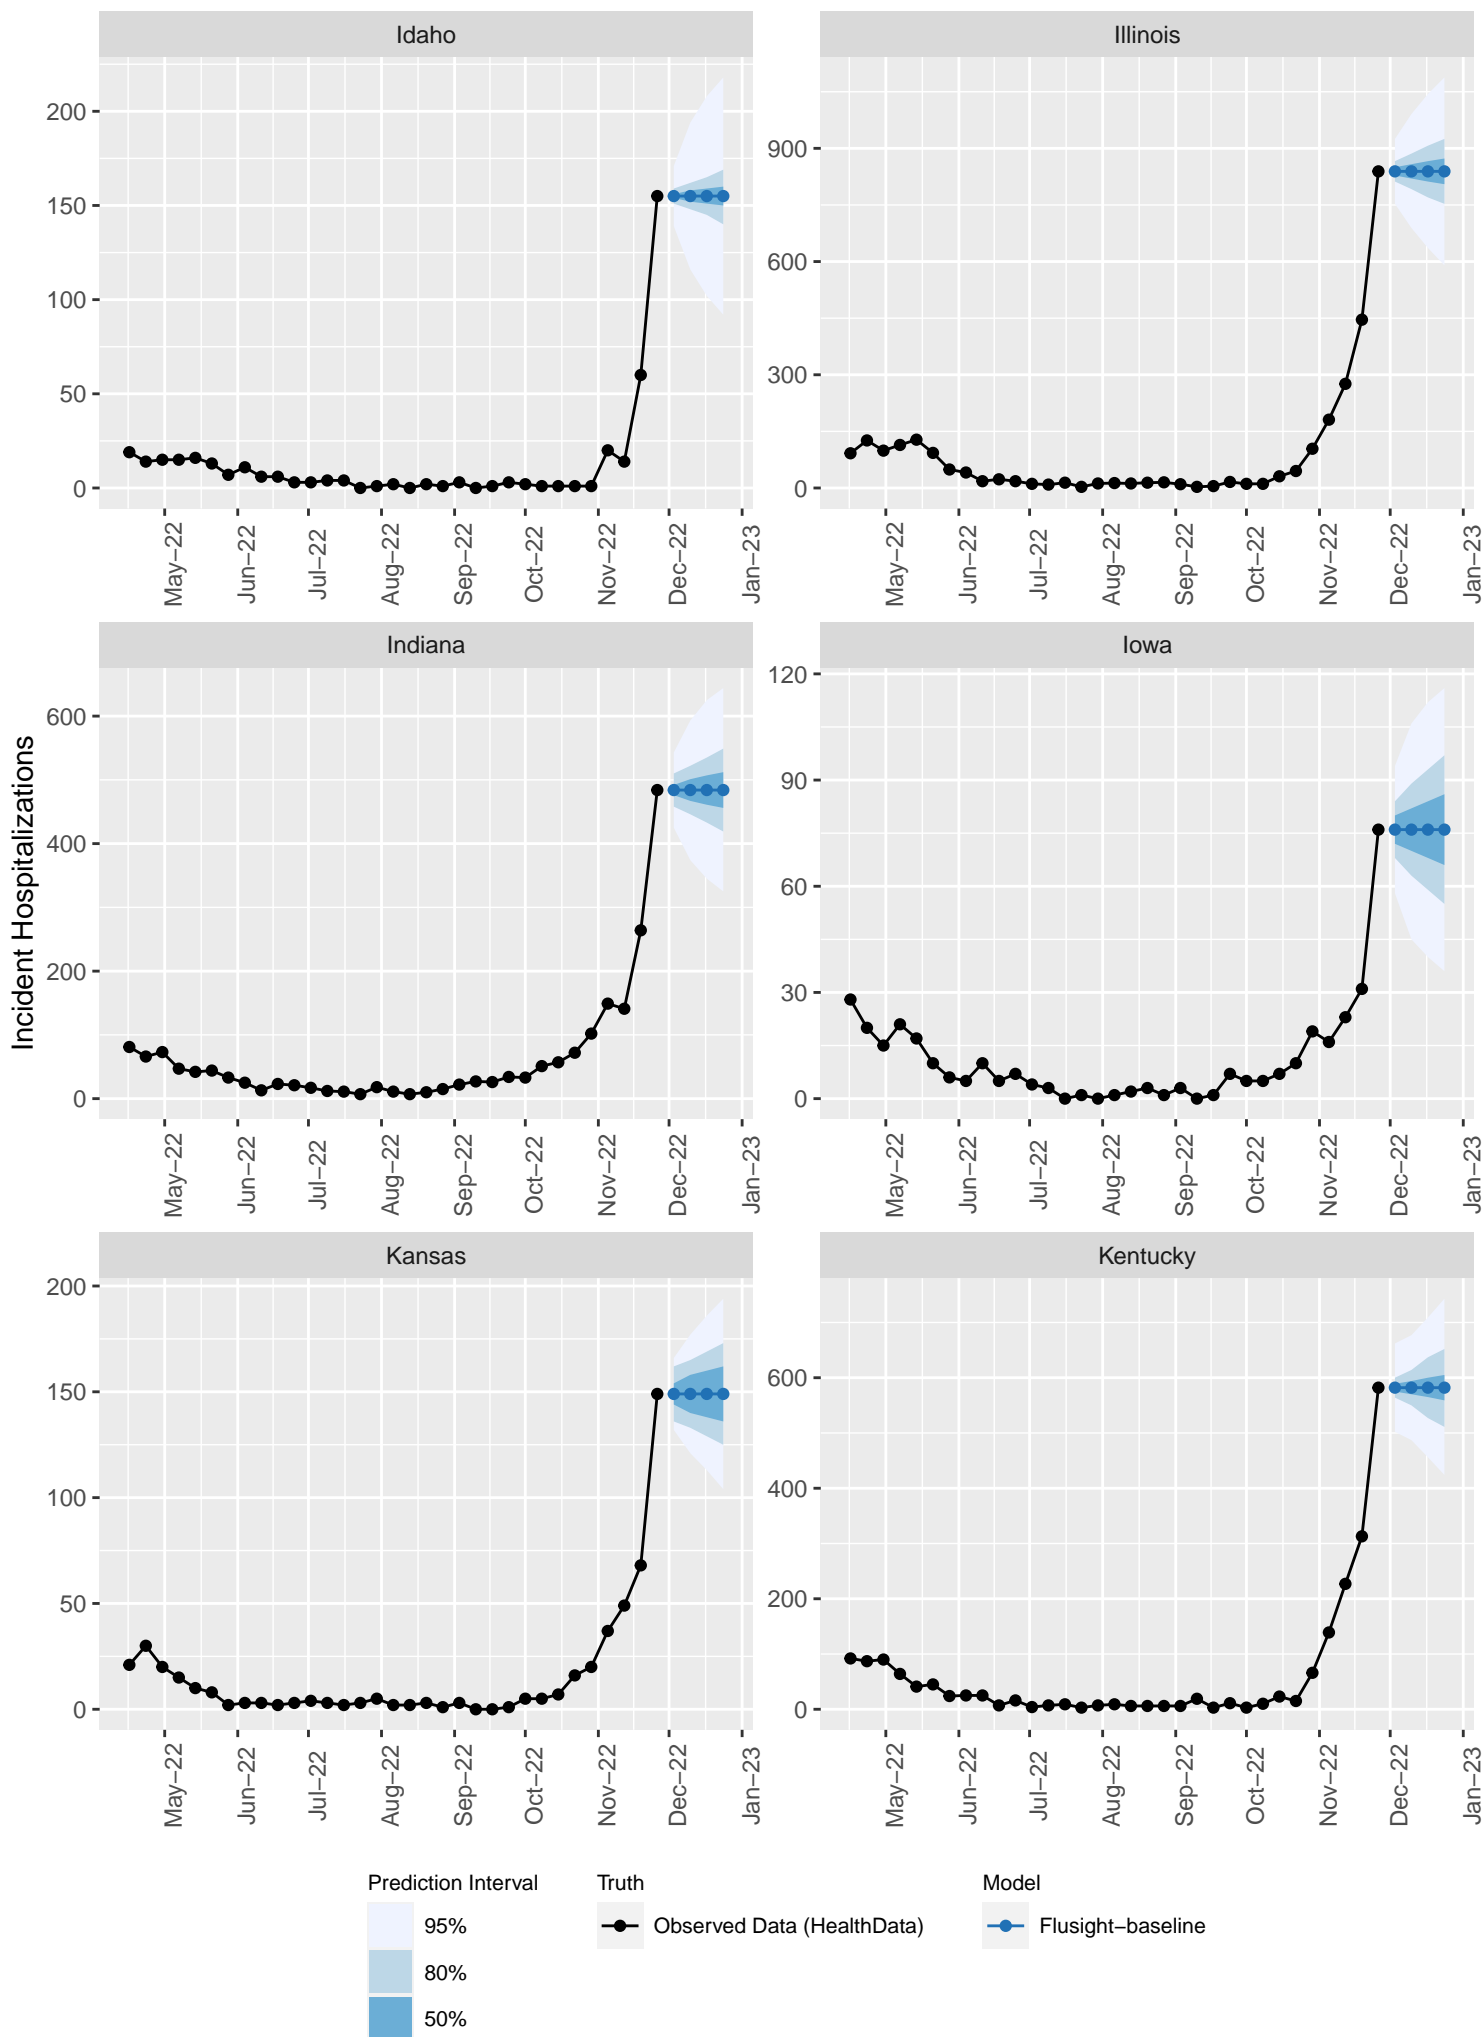 Idaho
Illinois
200
150
100
50
0
900
600
300
0
May−22
Jun−22
Jul−22
Aug−22
Sep−22
Oct−22
Nov−22
Dec−22
Jan−23
May−22
Jun−22
Jul−22
Aug−22
Sep−22
Oct−22
Nov−22
Dec−22
Jan−23
Incident Hospitalizations
Indiana
Iowa
600
400
200
0
120
90
60
30
0
May−22
Jun−22
Jul−22
Aug−22
Sep−22
Oct−22
Nov−22
Dec−22
Jan−23
May−22
Jun−22
Jul−22
Aug−22
Sep−22
Oct−22
Nov−22
Dec−22
Jan−23
Kansas
Kentucky
200
150
100
50
0
600
400
200
0
May−22
Jun−22
Jul−22
Aug−22
Sep−22
Oct−22
Nov−22
Dec−22
Jan−23
May−22
Jun−22
Jul−22
Aug−22
Sep−22
Oct−22
Nov−22
Dec−22
Jan−23
Prediction Interval
95%
80%
50%
Truth
Observed Data (HealthData)
Model
Flusight−baseline